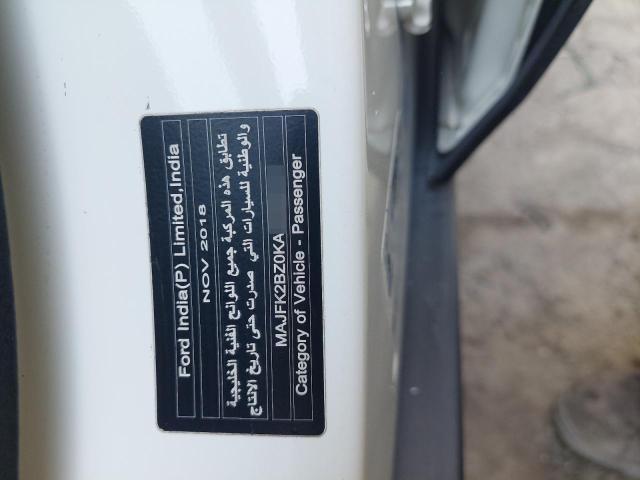 Ford India(P) Limited,India
NOV 2018
تطابق هذه المركبة جميع اللوائح الفنية الخليجية
والوطنية للسيارات التي صدرت حتى تاريخ الانتاج
MAJFK2BZ0KA
Category of Vehicle - Passenger